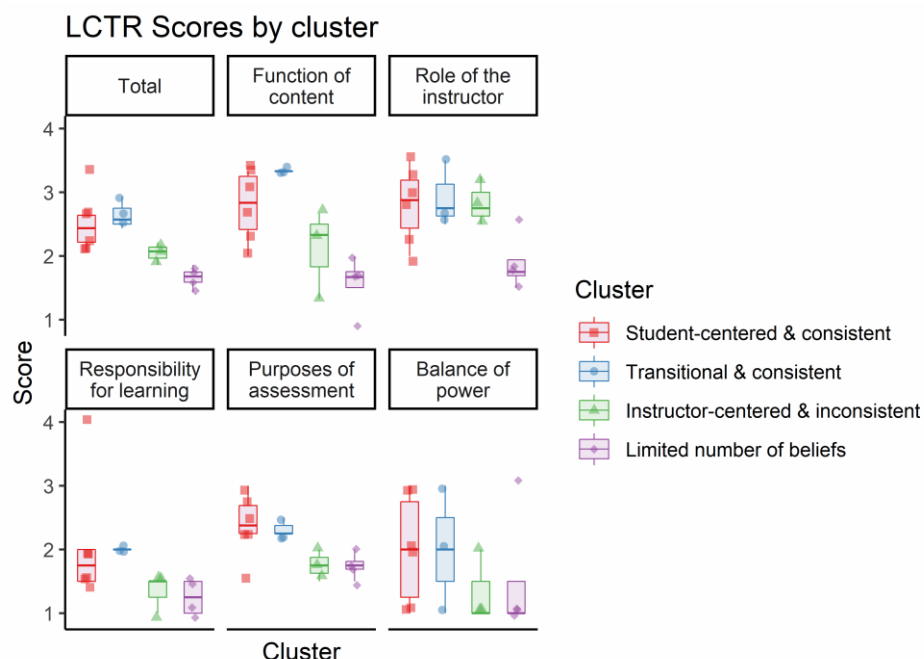 LCTR Scores by cluster
Total
Function of
content
Role of the
instructor
4
3
2
1
Responsibility
for learning
Purposes of
assessment
Balance of
power
4
3
2
1
Score
Cluster
Cluster
Student-centered & consistent
Transitional & consistent
Instructor-centered & inconsistent
Limited number of beliefs